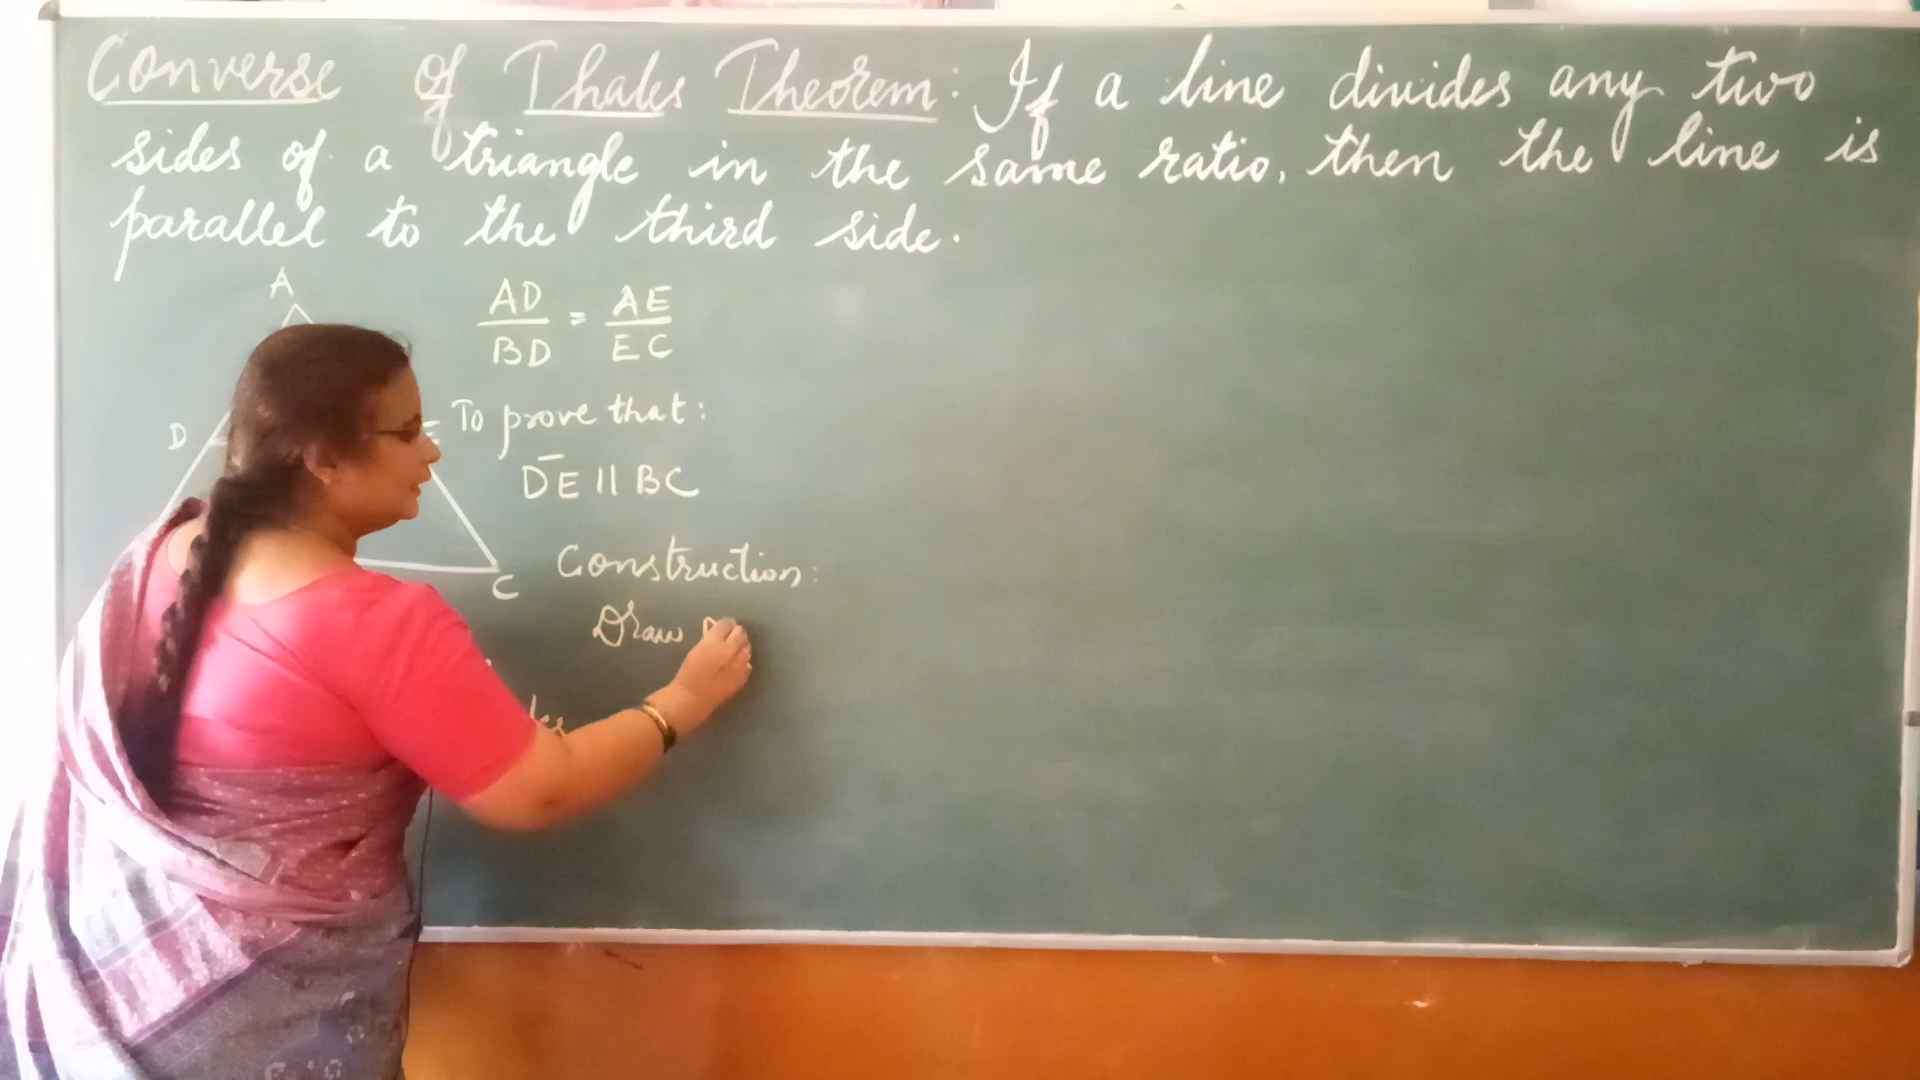 Converse of Thales Theorem: If a line divides any two
sides of a triangle in the same ratio, then the line is
parallel to the third side.
A
AD/BD = AE/EC
D
E
To prove that:
DE || BC
Construction:
C
Draw